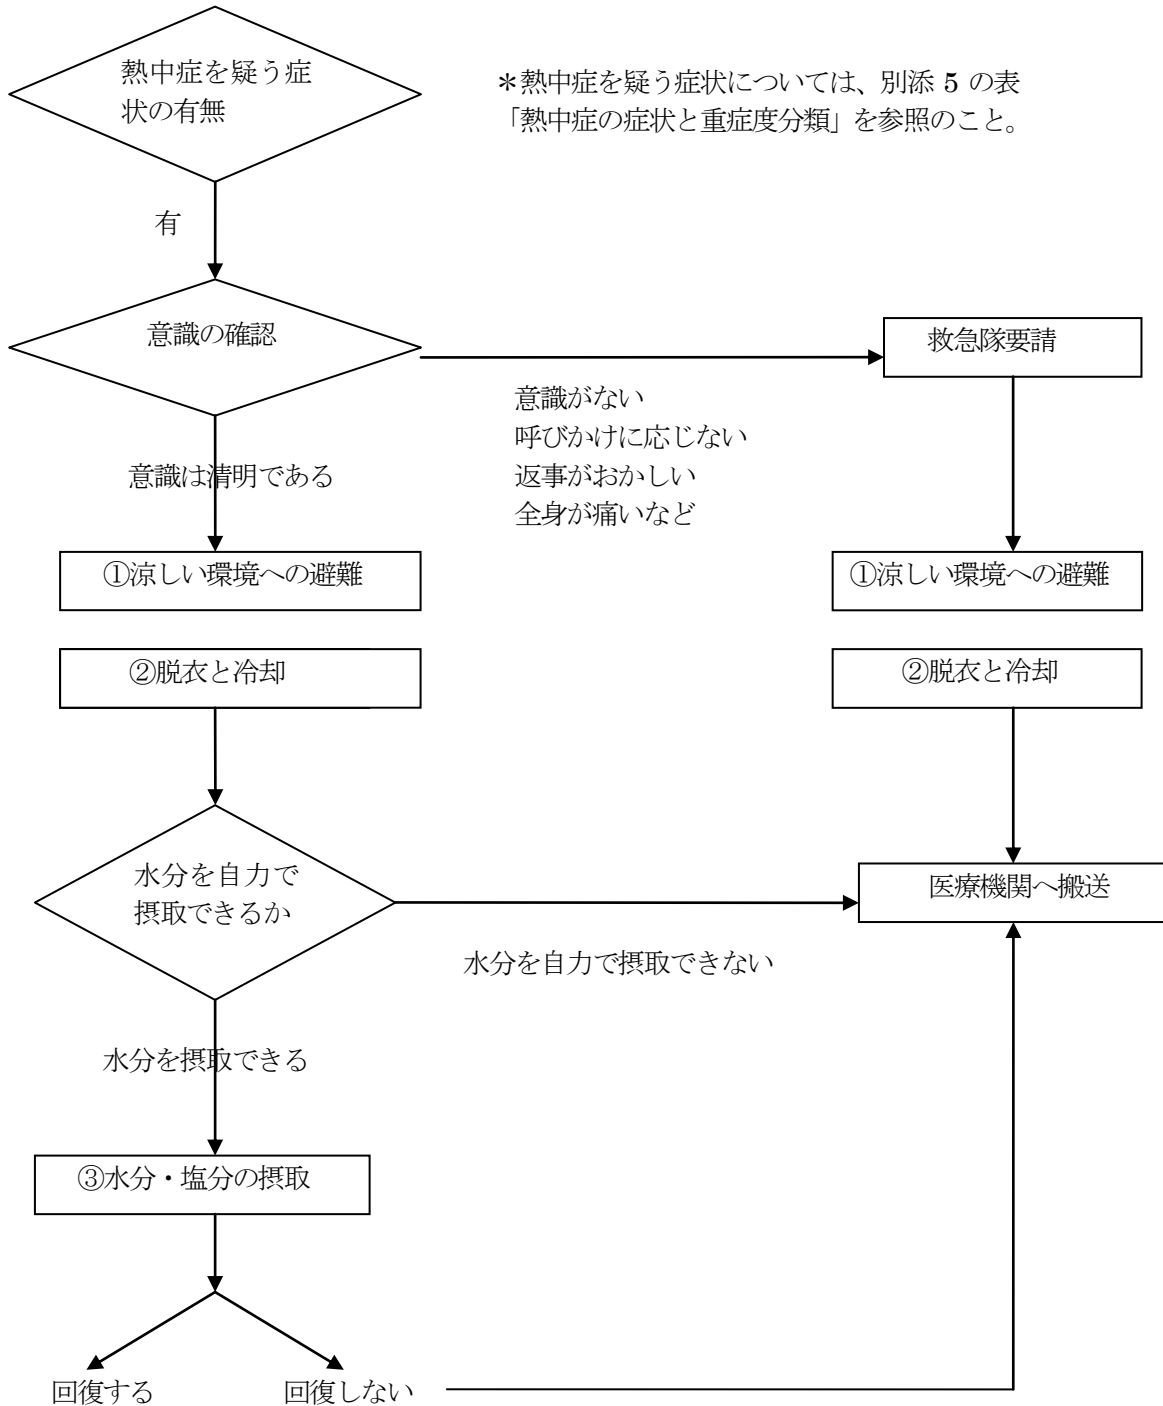 熱中症を疑う症
状の有無
＊熱中症を疑う症状については、別添 5 の表
「熱中症の症状と重症度分類」を参照のこと。
有
意識の確認
救急隊要請
意識がない
呼びかけに応じない
返事がおかしい
全身が痛いなど
意識は清明である
①涼しい環境への避難
①涼しい環境への避難
②脱衣と冷却
②脱衣と冷却
水分を自力で
摂取できるか
医療機関へ搬送
水分を自力で摂取できない
水分を摂取できる
③水分・塩分の摂取
回復する
回復しない